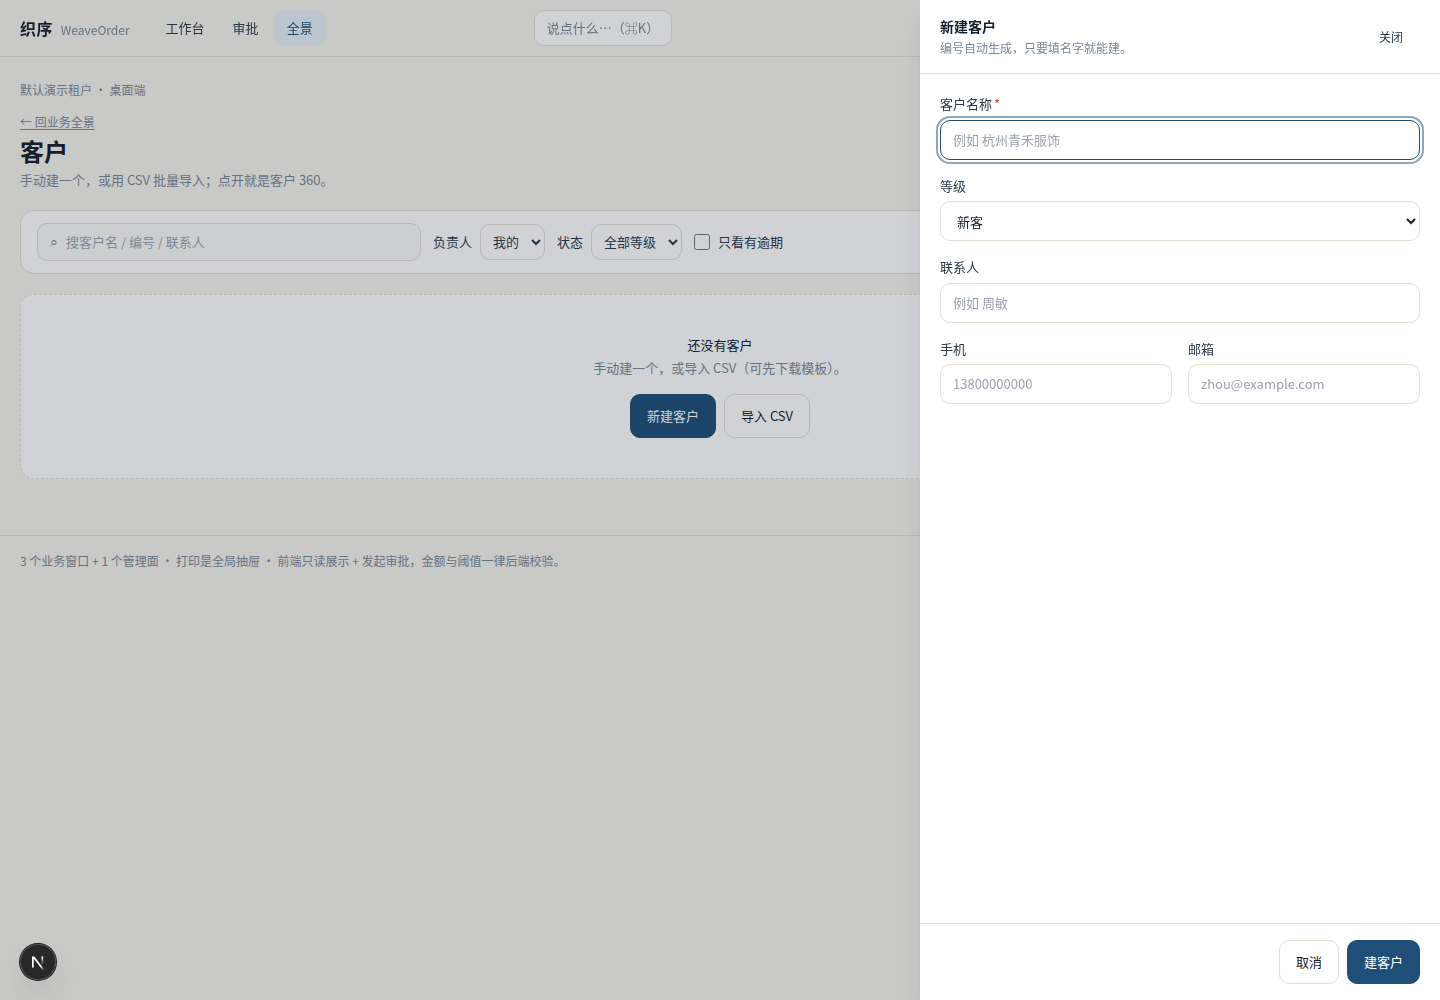 织序 WeaveOrder 工作台 审批 全景 说点什么…（⌘K）
默认演示租户 · 桌面端
← 回业务全景
客户
手动建一个，或用 CSV 批量导入；点开就是客户 360。
搜客户名 / 编号 / 联系人 负责人 我的 状态 全部等级 只看有逾期
还没有客户
手动建一个，或导入 CSV（可先下载模板）。
新建客户 导入 CSV
3 个业务窗口 + 1 个管理面 · 打印是全局抽屉 · 前端只读展示 + 发起审批，金额与阈值一律后端校验。
N
新建客户
编号自动生成，只要填名字就能建。
关闭
客户名称 *
例如 杭州青禾服饰
等级
新客
联系人
例如 周敏
手机 邮箱
13800000000 zhou@example.com
取消 建客户